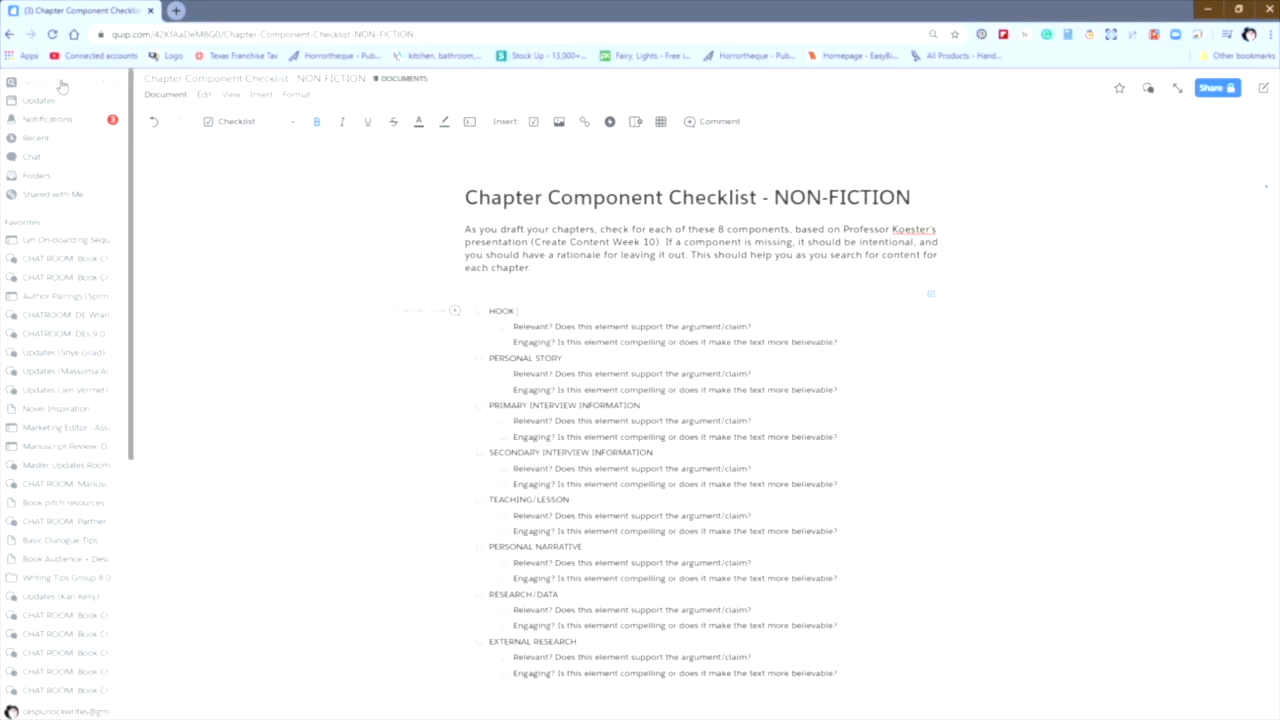 (3) Chapter Component Checklis
quip.com/42KfAaDeM8G0/Chapter-Component-Checklist-NON-FICTION
Apps
Connected accounts
Logo
Texas Franchise Tax
Horrortheque - Pub...
kitchen, bathroom,...
Stock Up - 13,000+...
Fairy, Lights - Free i...
Horrortheque - Pub...
Homepage - EasyBi...
All Products - Hand...
Other bookmarks
Chapter Component Checklist - NON FICTION
DOCUMENTS
Document Edit View Insert Format
Share
Checklist
B I U S A
Insert:
Comment
Updates
Notifications 3
Recent
Chat
Folders
Shared with Me
Favorites
Lyn On-boarding Sequ
CHAT ROOM: Book Cr
CHAT ROOM: Book Cr
Author Pairings (Sprin
CHATROOM: DE Wran
CHATROOM: DEs 9.0
Updates (Shye Gilad)
Updates (Massoma Al
Updates (Jen Vermet)
Novel Inspiration
Marketing Editor - Ass
Manuscript Review: D
Master Updates Room
CHAT ROOM: Manusc
Book pitch resources
CHAT ROOM: Partner
Basic Dialogue Tips
Book Audience + Desi
Writing Tips Group 8.0
Updates (Kari Kelly)
CHAT ROOM: Book Cr
CHAT ROOM: Book Cr
CHAT ROOM: Book Cr
CHAT ROOM: Book Cr
CHAT ROOM: Book Cr
cespurlockwrites@gm
Chapter Component Checklist - NON-FICTION
As you draft your chapters, check for each of these 8 components, based on Professor Koester's
presentation (Create Content Week 10). If a component is missing, it should be intentional, and
you should have a rationale for leaving it out. This should help you as you search for content for
each chapter.
HOOK
Relevant? Does this element support the argument/claim?
Engaging? Is this element compelling or does it make the text more believable?
PERSONAL STORY
Relevant? Does this element support the argument/claim?
Engaging? Is this element compelling or does it make the text more believable?
PRIMARY INTERVIEW INFORMATION
Relevant? Does this element support the argument/claim?
Engaging? Is this element compelling or does it make the text more believable?
SECONDARY INTERVIEW INFORMATION
Relevant? Does this element support the argument/claim?
Engaging? Is this element compelling or does it make the text more believable?
TEACHING/LESSON
Relevant? Does this element support the argument/claim?
Engaging? Is this element compelling or does it make the text more believable?
PERSONAL NARRATIVE
Relevant? Does this element support the argument/claim?
Engaging? Is this element compelling or does it make the text more believable?
RESEARCH/DATA
Relevant? Does this element support the argument/claim?
Engaging? Is this element compelling or does it make the text more believable?
EXTERNAL RESEARCH
Relevant? Does this element support the argument/claim?
Engaging? Is this element compelling or does it make the text more believable?